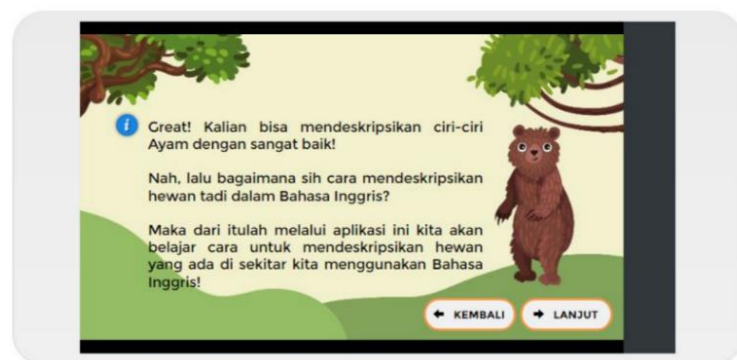 Great! Kalian bisa mendeskripsikan ciri-ciri
Ayam dengan sangat baik!
Nah, lalu bagaimana sih cara mendeskripsikan
hewan tadi dalam Bahasa Inggris?
Maka dari itulah melalui aplikasi ini kita akan
belajar cara untuk mendeskripsikan hewan
yang ada di sekitar kita menggunakan Bahasa
Inggris!
KEMBALI
LANJUT